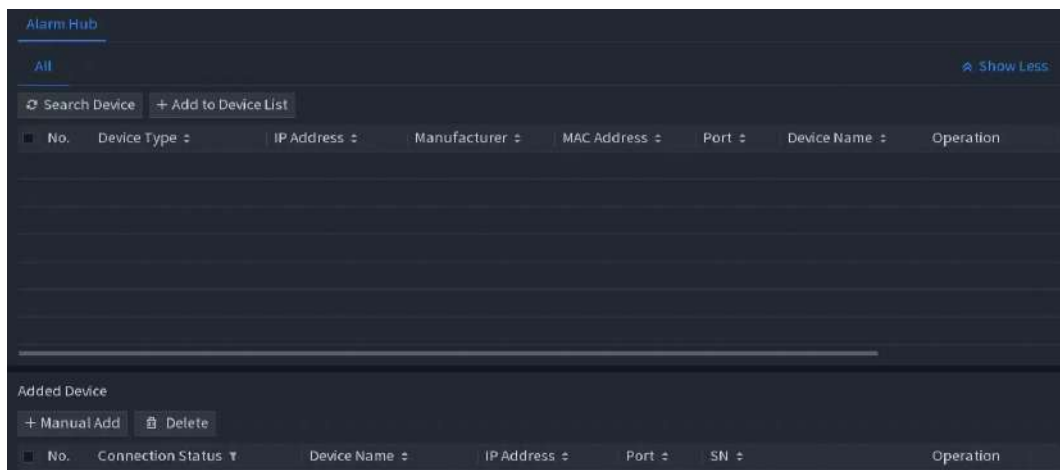 Alarm Hub
All
Show Less
Search Device + Add to Device List
No. Device Type IP Address Manufacturer MAC Address Port Device Name Operation
Added Device
+ Manual Add Delete
No. Connection Status Device Name IP Address Port SN Operation